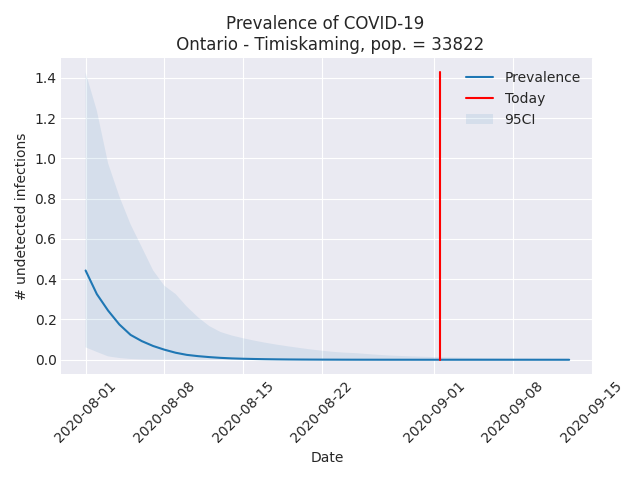 Prevalence of COVID-19
Ontario - Timiskaming, pop. = 33822
# undetected infections
1.4
1.2
1.0
0.8
0.6
0.4
0.2
0.0
Prevalence
Today
95CI
2020-08-01
2020-08-08
2020-08-15
2020-08-22
2020-09-01
2020-09-08
2020-09-15
Date